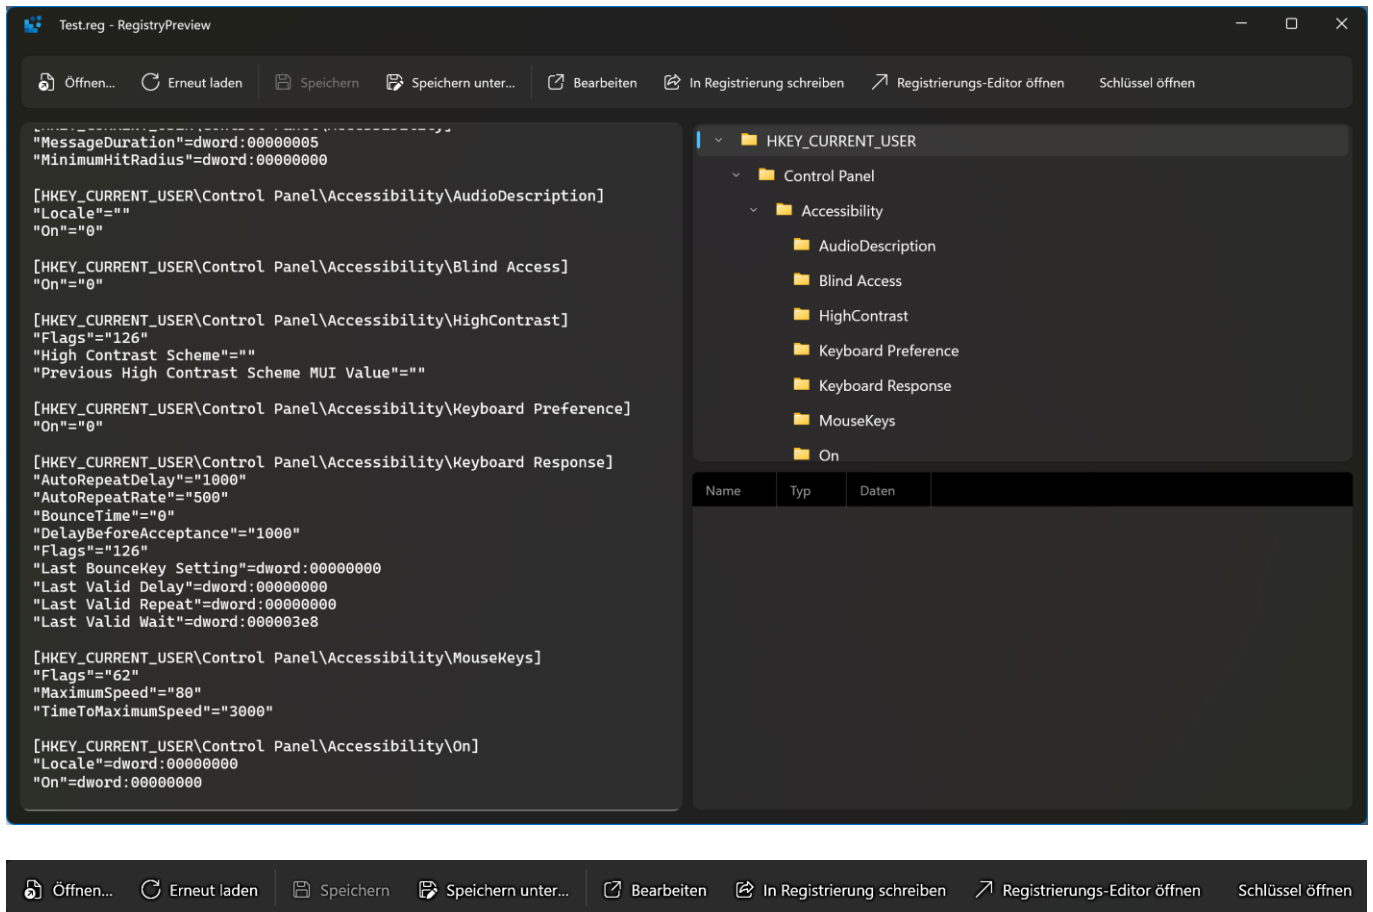 Test.reg - RegistryPreview
Öffnen... Erneut laden Speichern Speichern unter... Bearbeiten In Registrierung schreiben Registrierungs-Editor öffnen Schlüssel öffnen
[HKEY_CURRENT_USER\Control Panel\Accessibility]
"MessageDuration"=dword:00000005
"MinimumHitRadius"=dword:00000000
[HKEY_CURRENT_USER\Control Panel\Accessibility\AudioDescription]
"Locale"=""
"On"="0"
[HKEY_CURRENT_USER\Control Panel\Accessibility\Blind Access]
"On"="0"
[HKEY_CURRENT_USER\Control Panel\Accessibility\HighContrast]
"Flags"="126"
"High Contrast Scheme"=""
"Previous High Contrast Scheme MUI Value"=""
[HKEY_CURRENT_USER\Control Panel\Accessibility\Keyboard Preference]
"On"="0"
[HKEY_CURRENT_USER\Control Panel\Accessibility\Keyboard Response]
"AutoRepeatDelay"="1000"
"AutoRepeatRate"="500"
"BounceTime"="0"
"DelayBeforeAcceptance"="1000"
"Flags"="126"
"Last BounceKey Setting"=dword:00000000
"Last Valid Delay"=dword:00000000
"Last Valid Repeat"=dword:00000000
"Last Valid Wait"=dword:000003e8
[HKEY_CURRENT_USER\Control Panel\Accessibility\MouseKeys]
"Flags"="62"
"MaximumSpeed"="80"
"TimeToMaximumSpeed"="3000"
[HKEY_CURRENT_USER\Control Panel\Accessibility\On]
"Locale"=dword:00000000
"On"=dword:00000000
HKEY_CURRENT_USER
Control Panel
Accessibility
AudioDescription
Blind Access
HighContrast
Keyboard Preference
Keyboard Response
MouseKeys
On
Name Typ Daten
Öffnen... Erneut laden Speichern Speichern unter... Bearbeiten In Registrierung schreiben Registrierungs-Editor öffnen Schlüssel öffnen